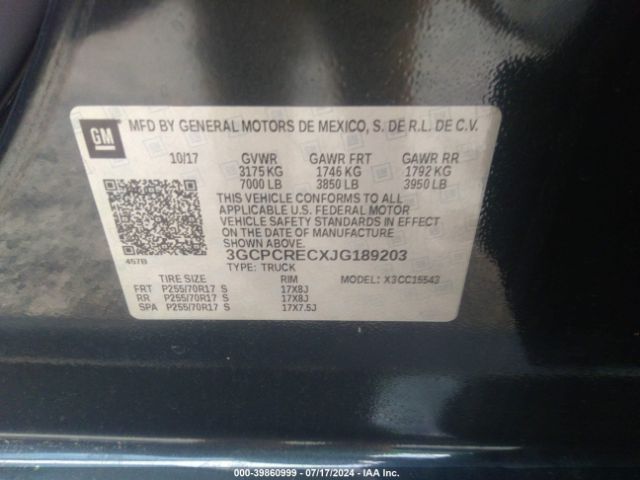 GM
MFD BY GENERAL MOTORS DE MEXICO, S. DE R.L. DE C.V.
10/17 GVWR GAWR FRT GAWR RR
3175 KG 1746 KG 1792 KG
7000 LB 3850 LB 3950 LB
THIS VEHICLE CONFORMS TO ALL
APPLICABLE U.S. FEDERAL MOTOR
VEHICLE SAFETY STANDARDS IN EFFECT
ON THE DATE OF MANUFACTURE
SHOWN ABOVE.
457B 3GCPCRECXJG189203
TYPE: TRUCK
TIRE SIZE RIM MODEL: X3CC15543
FRT P255/70R17 S 17X8J
RR P255/70R17 S 17X8J
SPA P255/70R17 S 17X7.5J
© COPART # - 39860999 - 07/17/2024 - IAA Inc.